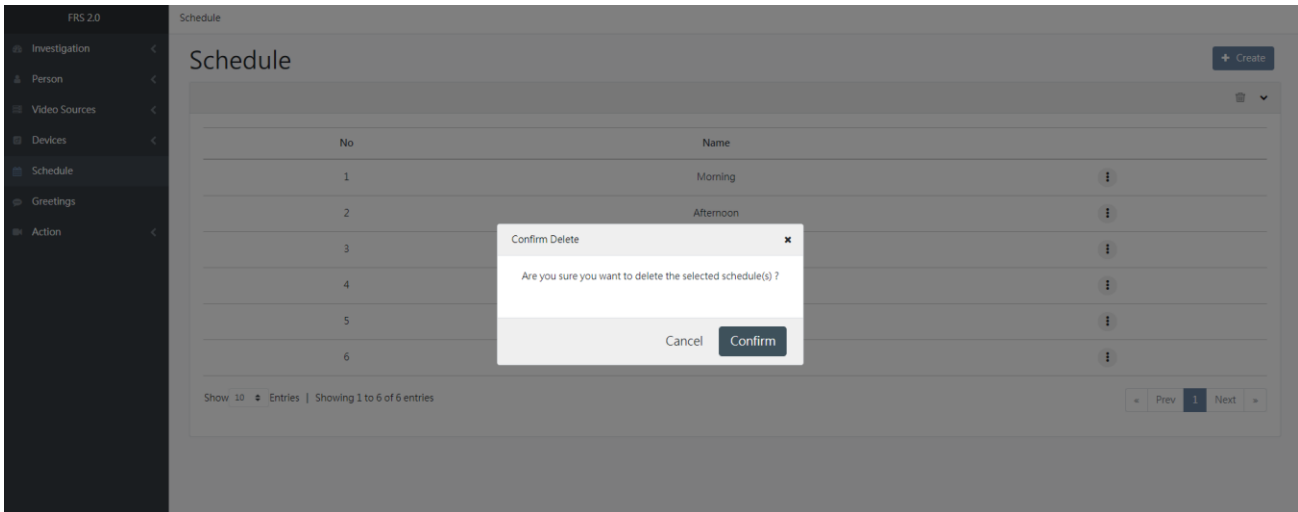 FRS 2.0
Schedule
Investigation
Person
Video Sources
Devices
Schedule
Greetings
Action
Schedule
+ Create
No Name
1 Morning
2 Afternoon
3
4
5
6
Confirm Delete
Are you sure you want to delete the selected schedule(s) ?
Cancel Confirm
Show 10 Entries | Showing 1 to 6 of 6 entries
« Prev 1 Next »